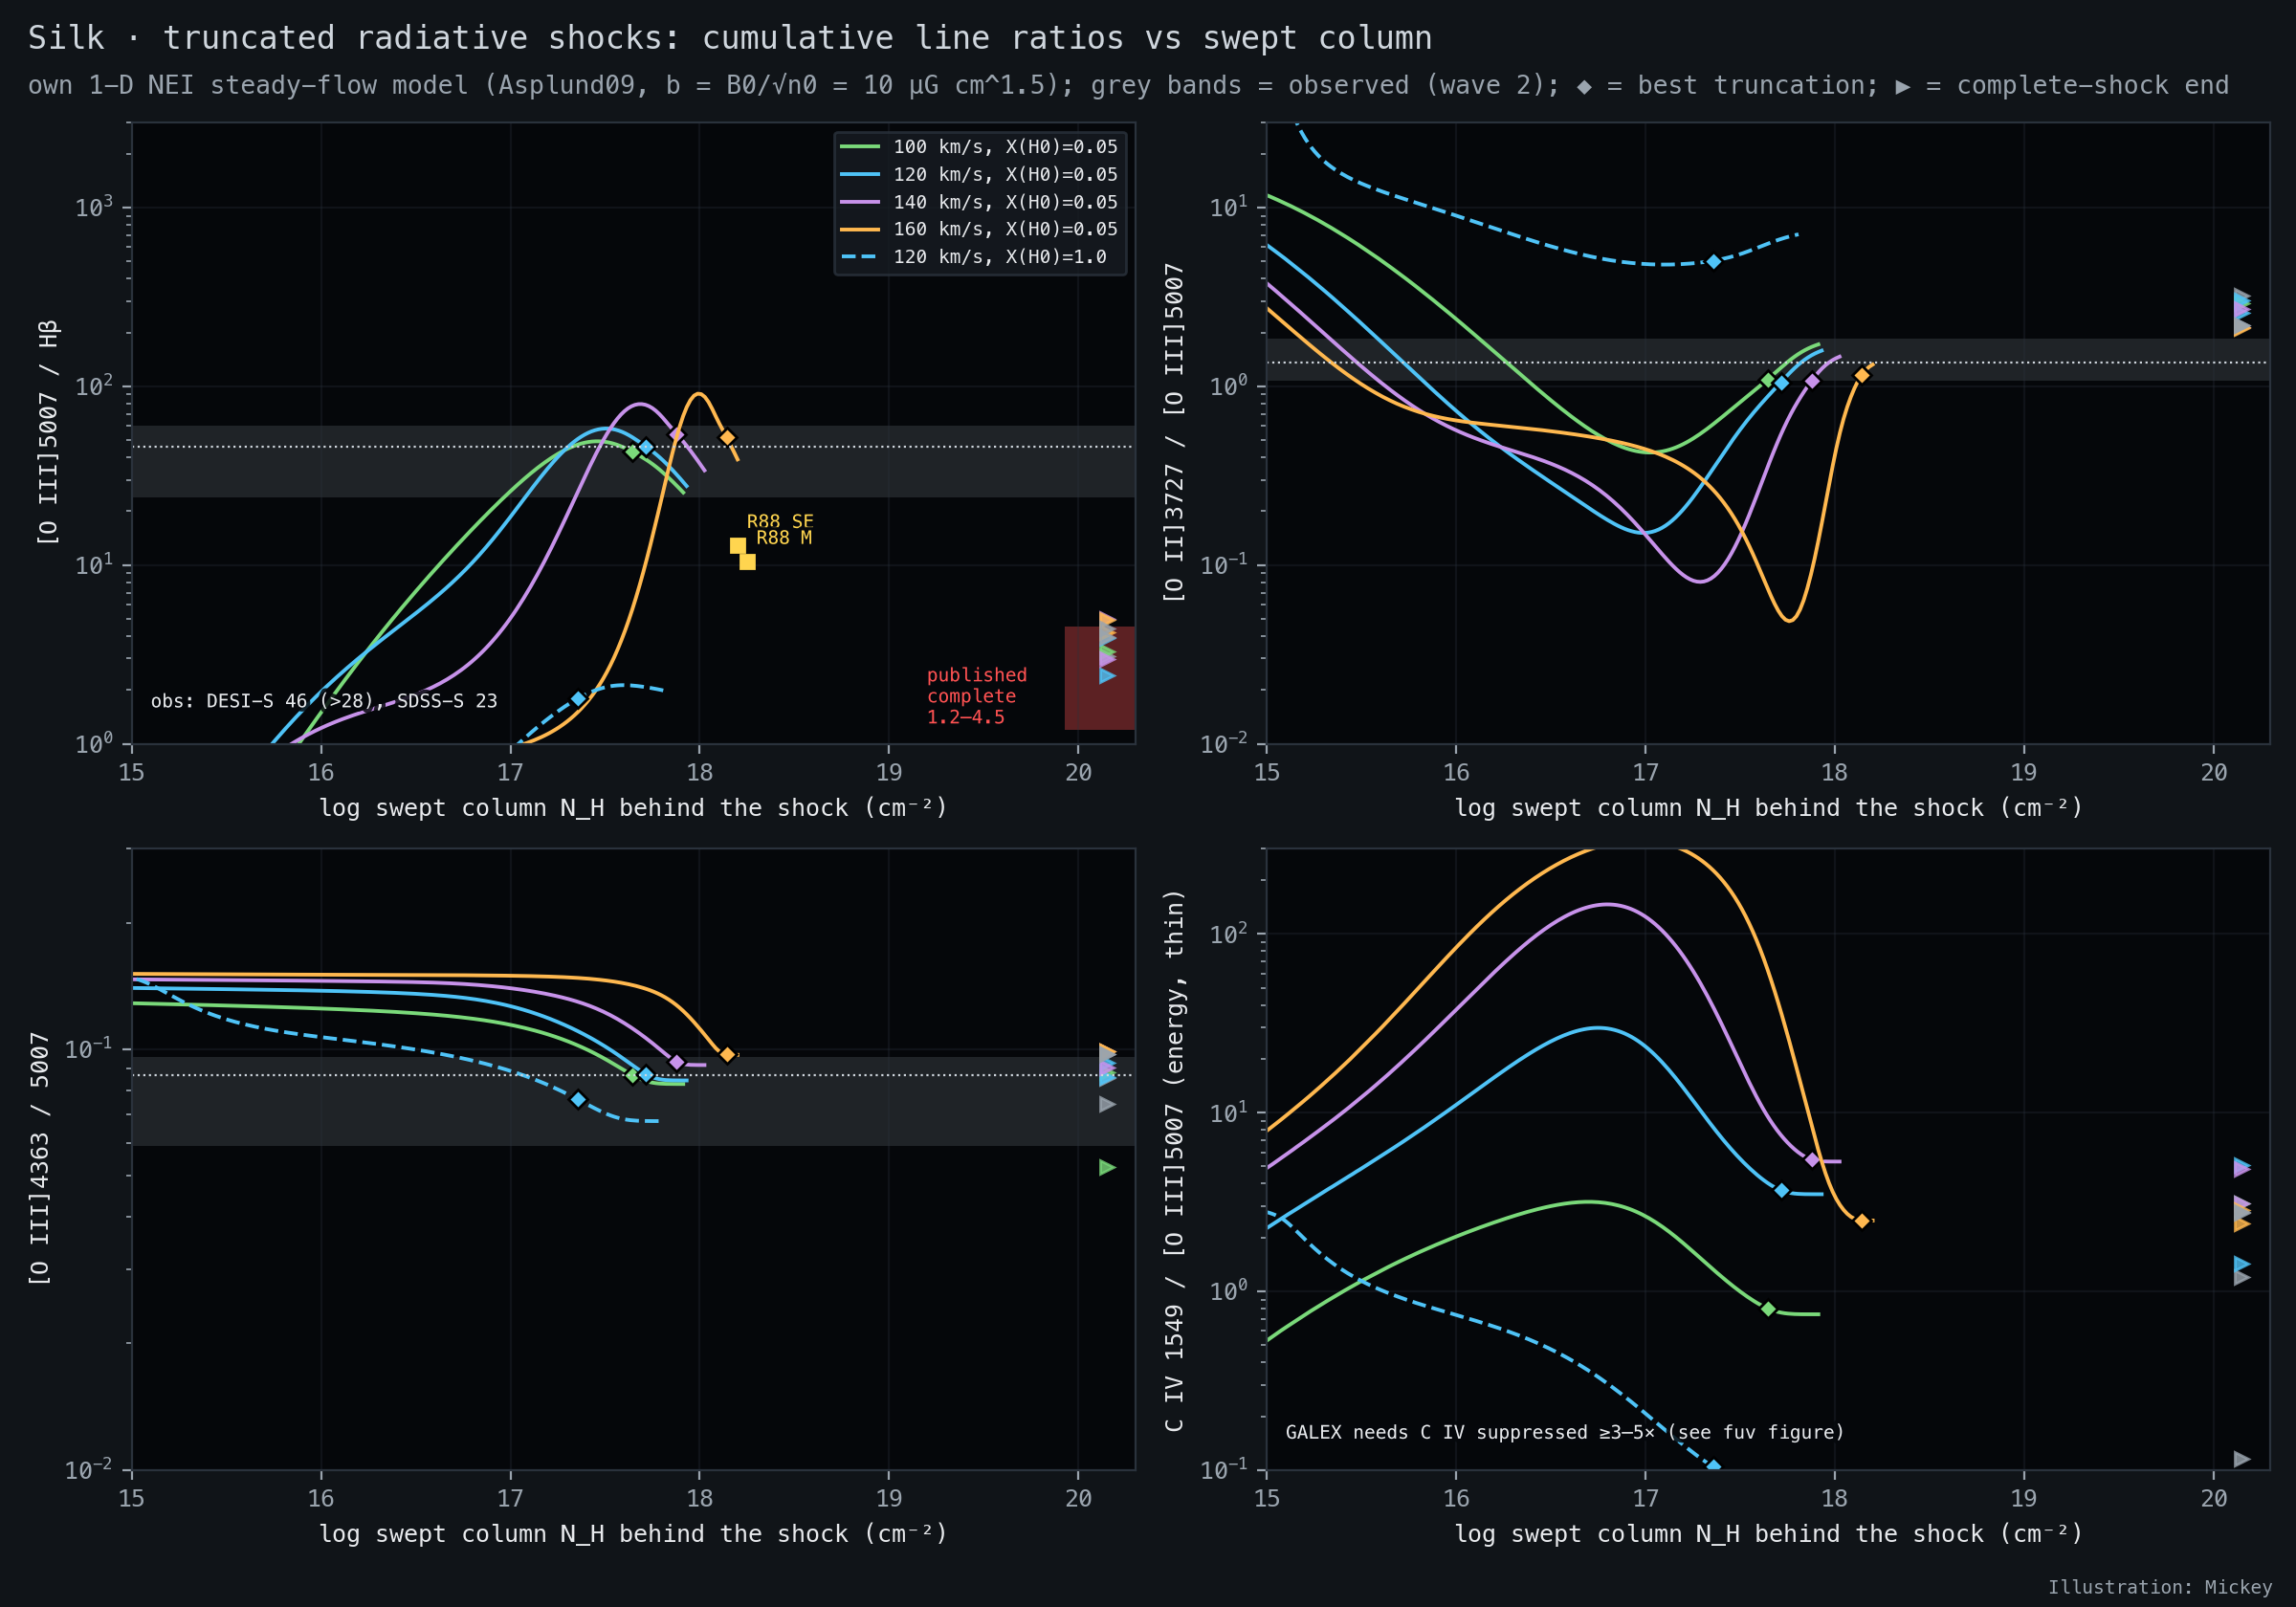 Silk · truncated radiative shocks: cumulative line ratios vs swept column
own 1−D NEI steady−flow model (Asplund09, b = B0/√n0 = 10 µG cm^1.5); grey bands = observed (wave 2); ◆ = best truncation; ▶ = complete−shock end
[O III]5007 / Hβ
10³
10²
10¹
10⁰
100 km/s, X(H0)=0.05
120 km/s, X(H0)=0.05
140 km/s, X(H0)=0.05
160 km/s, X(H0)=0.05
120 km/s, X(H0)=1.0
R88 SE
R88 M
obs: DESI−S 46 (>28), SDSS−S 23
published
complete
1.2–4.5
15 16 17 18 19 20
log swept column N_H behind the shock (cm⁻²)
[O II]3727 / [O III]5007
10¹
10⁰
10⁻¹
10⁻²
15 16 17 18 19 20
log swept column N_H behind the shock (cm⁻²)
[O III]4363 / 5007
10⁻¹
10⁻²
15 16 17 18 19 20
log swept column N_H behind the shock (cm⁻²)
C IV 1549 / [O III]5007 (energy, thin)
10²
10¹
10⁰
10⁻¹
GALEX needs C IV suppressed ≥3–5× (see fuv figure)
15 16 17 18 19 20
log swept column N_H behind the shock (cm⁻²)
Illustration: Mickey